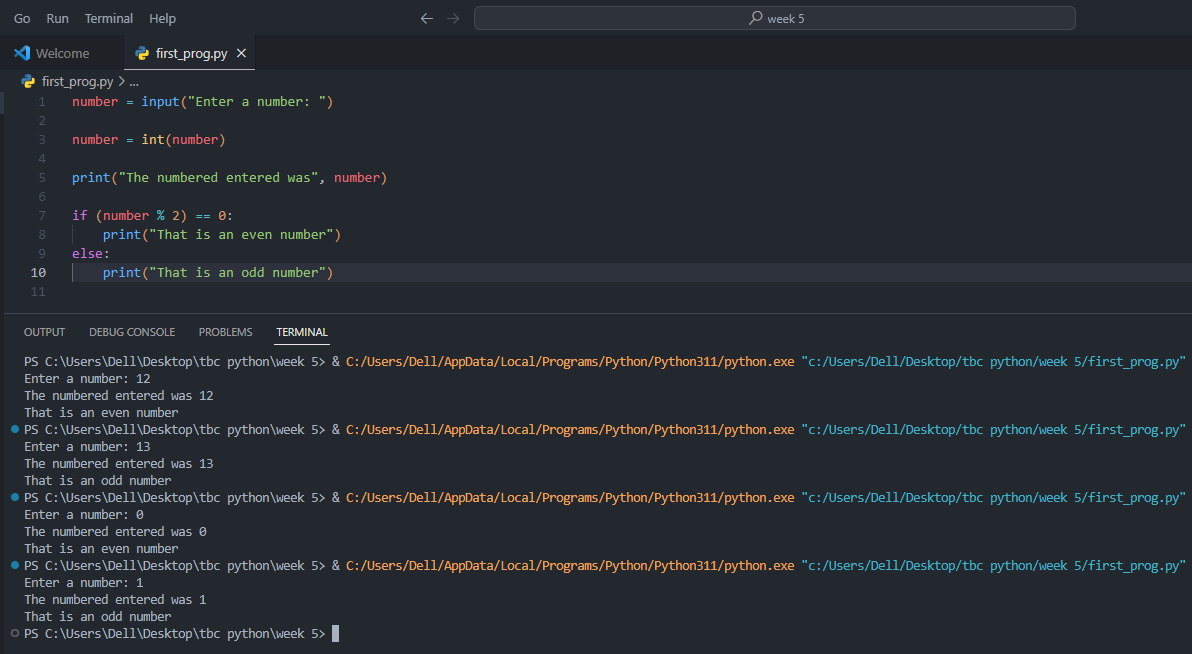 Go Run Terminal Help week 5
Welcome first_prog.py
first_prog.py > ...
1 number = input("Enter a number: ")
2
3 number = int(number)
4
5 print("The numbered entered was", number)
6
7 if (number % 2) == 0:
8     print("That is an even number")
9 else:
10     print("That is an odd number")
11
OUTPUT DEBUG CONSOLE PROBLEMS TERMINAL
PS C:\Users\Dell\Desktop\tbc python\week 5> & C:/Users/Dell/AppData/Local/Programs/Python/Python311/python.exe "c:/Users/Dell/Desktop/tbc python/week 5/first_prog.py"
Enter a number: 12
The numbered entered was 12
That is an even number
PS C:\Users\Dell\Desktop\tbc python\week 5> & C:/Users/Dell/AppData/Local/Programs/Python/Python311/python.exe "c:/Users/Dell/Desktop/tbc python/week 5/first_prog.py"
Enter a number: 13
The numbered entered was 13
That is an odd number
PS C:\Users\Dell\Desktop\tbc python\week 5> & C:/Users/Dell/AppData/Local/Programs/Python/Python311/python.exe "c:/Users/Dell/Desktop/tbc python/week 5/first_prog.py"
Enter a number: 0
The numbered entered was 0
That is an even number
PS C:\Users\Dell\Desktop\tbc python\week 5> & C:/Users/Dell/AppData/Local/Programs/Python/Python311/python.exe "c:/Users/Dell/Desktop/tbc python/week 5/first_prog.py"
Enter a number: 1
The numbered entered was 1
That is an odd number
PS C:\Users\Dell\Desktop\tbc python\week 5>